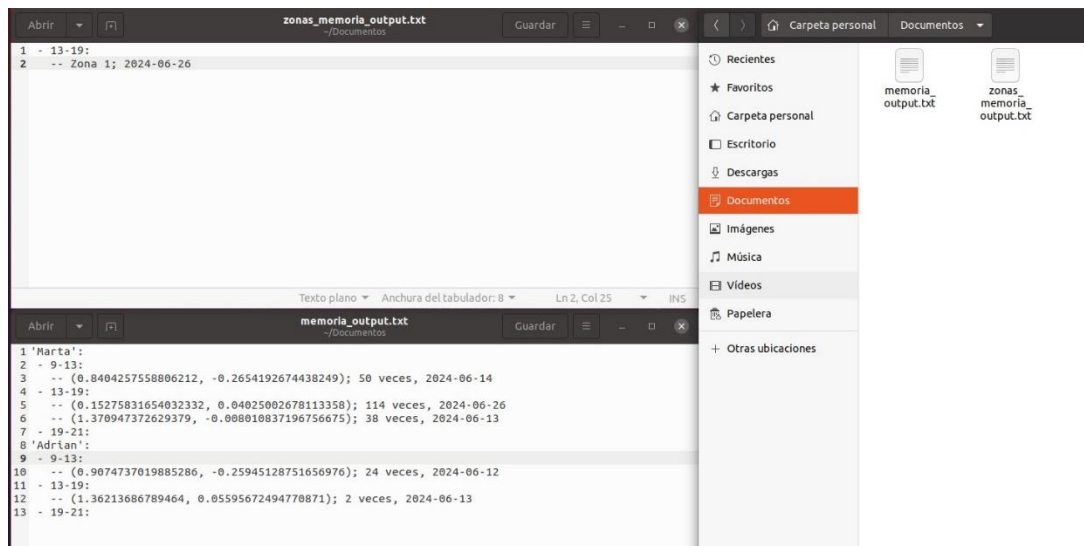 Abrir
zonas_memoria_output.txt
~/Documentos
Guardar
1 - 13-19:
2 -- Zona 1; 2024-06-26
Texto plano Anchura del tabulador: 8 Ln 2, Col 25 INS
Abrir
memoria_output.txt
~/Documentos
Guardar
1 'Marta':
2 - 9-13:
3 -- (0.8404257558806212, -0.2654192674438249); 50 veces, 2024-06-14
4 - 13-19:
5 -- (0.15275831654032332, 0.04025002678113358); 114 veces, 2024-06-26
6 -- (1.370947372629379, -0.008010837196756675); 38 veces, 2024-06-13
7 - 19-21:
8 'Adrian':
9 - 9-13:
10 -- (0.9074737019885286, -0.25945128751656976); 24 veces, 2024-06-12
11 - 13-19:
12 -- (1.36213686789464, 0.05595672494770871); 2 veces, 2024-06-13
13 - 19-21:
Carpeta personal Documentos
Recientes
Favoritos
Carpeta personal
Escritorio
Descargas
Documentos
Imágenes
Música
Vídeos
Papelera
+ Otras ubicaciones
memoria_
output.txt
zonas_
memoria_
output.txt